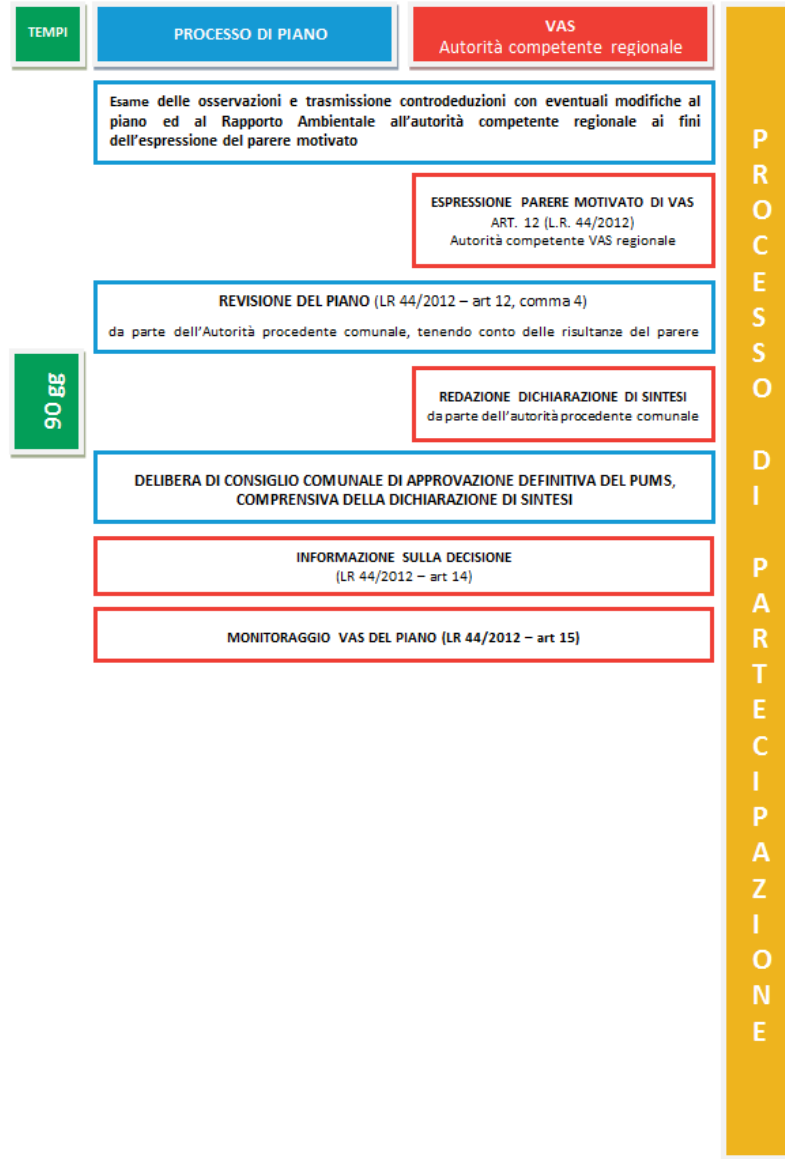 TEMPI
PROCESSO DI PIANO
VAS
Autorità competente regionale
Esame delle osservazioni e trasmissione controdeduzioni con eventuali modifiche al
piano ed al Rapporto Ambientale all'autorità competente regionale ai fini
dell'espressione del parere motivato
ESPRESSIONE PARERE MOTIVATO DI VAS
ART. 12 (L.R. 44/2012)
Autorità competente VAS regionale
REVISIONE DEL PIANO (LR 44/2012 – art 12, comma 4)
da parte dell'Autorità procedente comunale, tenendo conto delle risultanze del parere
90 gg
REDAZIONE DICHIARAZIONE DI SINTESI
da parte dell'autorità procedente comunale
DELIBERA DI CONSIGLIO COMUNALE DI APPROVAZIONE DEFINITIVA DEL PUMS,
COMPRENSIVA DELLA DICHIARAZIONE DI SINTESI
INFORMAZIONE SULLA DECISIONE
(LR 44/2012 – art 14)
MONITORAGGIO VAS DEL PIANO (LR 44/2012 – art 15)
PROCESSO DI PARTECIPAZIONE